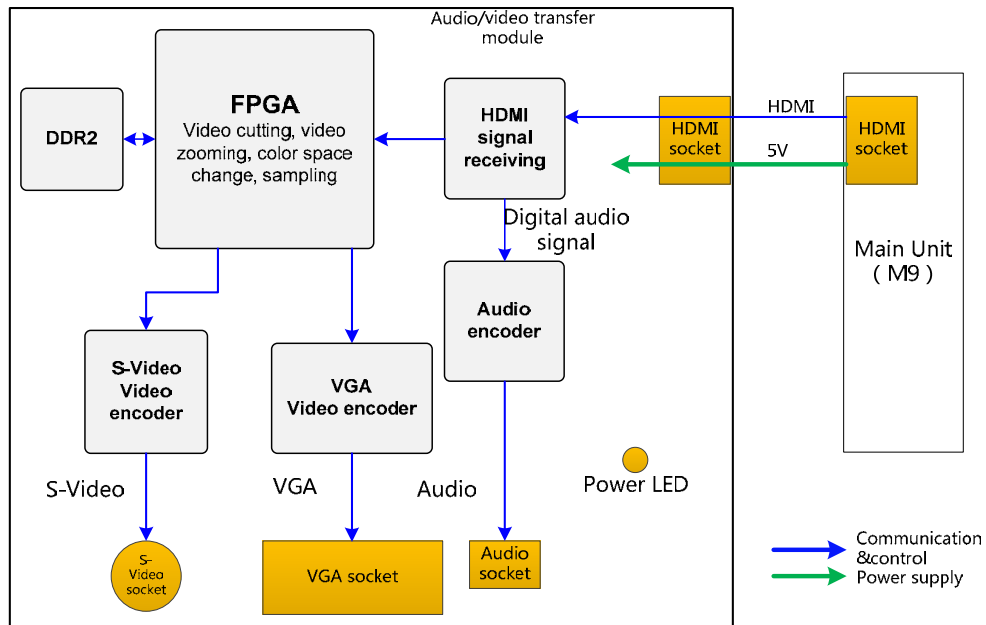 Audio/video transfer
module
FPGA
Video cutting, video
zooming, color space
change, sampling
DDR2
HDMI
signal
receiving
HDMI
socket
HDMI
5V
HDMI
socket
Main Unit
( M9 )
Digital audio
signal
Audio
encoder
S-Video
Video
encoder
VGA
Video encoder
S-Video
VGA
Audio
Power LED
S-
Video
socket
VGA socket
Audio
socket
Communication
&control
Power supply